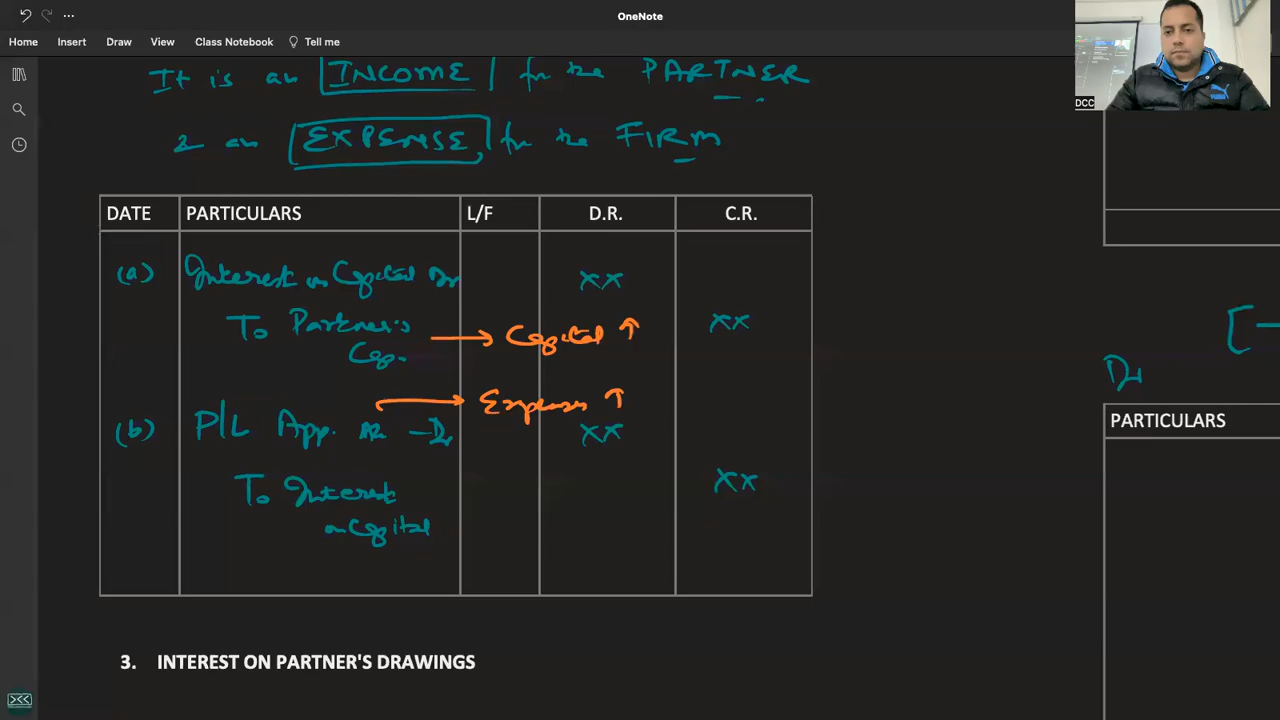 OneNote
Home Insert Draw View Class Notebook Tell me
It is an INCOME for the PARTNER
& an EXPENSE, for the FIRM
DCC
DATE PARTICULARS L/F D.R. C.R.
(a) Interest on Capital Dr xx
To Partner's xx
Cap.
→ Capital ↑
→ Expenses ↑
(b) P/L App. A/c - Dr xx
To Interest xx
on Capital
3. INTEREST ON PARTNER'S DRAWINGS
[-
Dr
PARTICULARS